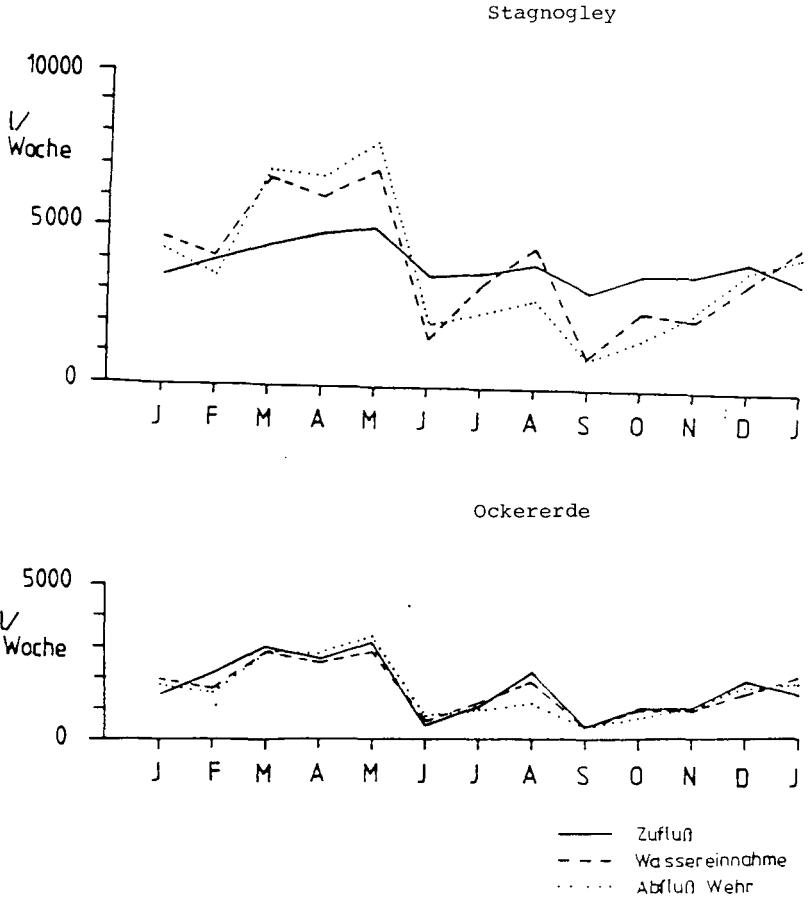 Stagnogley
10000
l/
Woche
5000
0
J F M A M J J A S O N D J
Ockererde
5000
l/
Woche
0
J F M A M J J A S O N D J
Zufluß
Wassereinnahme
Abfluß Wehr